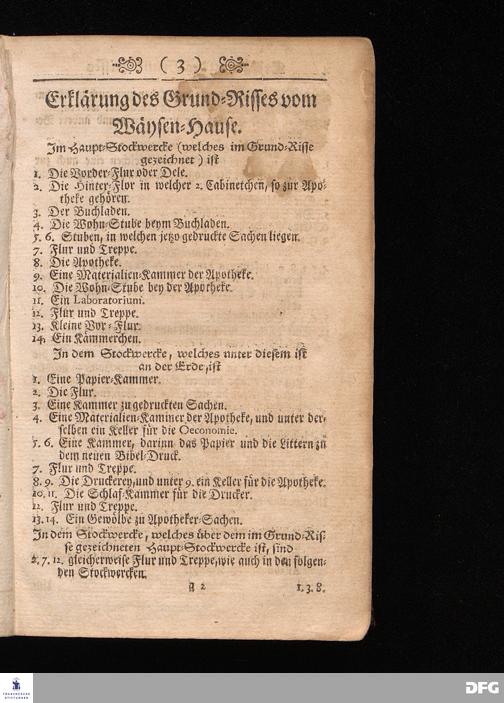 ( 3 )
Erklärung des Grund-Risses vom
Wäysen-Hause.
Im Haupt-Stockwercke (welches im Grund-Risse
gezeichnet) ist
1. Die Vorder-Flur oder Dele.
2. Die Hinter-Flor in welcher 2. Cabinetchen, so zur Apo-
theke gehören.
3. Der Buchladen.
4. Die Wohn-Stube beym Buchladen.
5. 6. Stuben, in welchen jetzo gedruckte Sachen liegen.
7. Flur und Treppe.
8. Die Apotheke.
9. Eine Materialien-Kammer der Apotheke.
10. Die Wohn-Stube bey der Apotheke.
11. Ein Laboratorium.
12. Flur und Treppe.
13. Kleine Vor-Flur.
14. Ein Kämmerchen.
In dem Stockwercke, welches unter diesem ist
an der Erde, ist
1. Eine Papier-Kammer.
2. Die Flur.
3. Eine Kammer zu gedruckten Sachen.
4. Eine Materialien-Kammer der Apotheke, und unter der-
selben ein Keller für die Oeconomie.
5. 6. Eine Kammer, darinn das Papier und die Littern zu
dem neuen Bibel-Druck.
7. Flur und Treppe.
8. 9. Die Druckerey, und unter 9. ein Keller für die Apotheke.
10. 11. Die Schlaf-Kammer für die Drucker.
12. Flur und Treppe.
13. 14. Ein Gewölbe zu Apotheker-Sachen.
In dem Stockwercke, welches über dem im Grund-Ris-
se gezeichneten Haupt-Stockwercke ist, sind
2. 7. 12. gleicherweise Flur und Treppe, wie auch in den folgen-
den Stockwercken.
2 1. 3. 8.
FRANCKESCHE
STIFTUNGEN
DFG